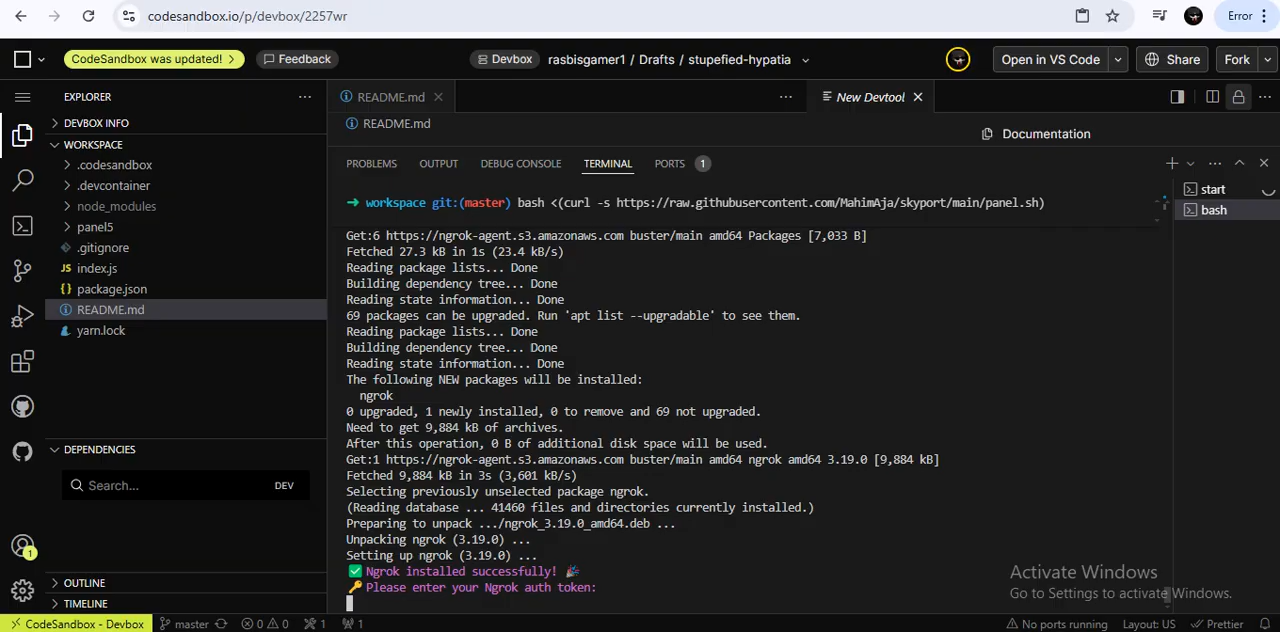 codesandbox.io/p/devbox/2257wr
Error
CodeSandbox was updated!
Feedback
Devbox
rasbisgamer1 / Drafts / stupefied-hypatia
Open in VS Code
Share
Fork
EXPLORER
README.md
New Devtool
DEVBOX INFO
README.md
Documentation
WORKSPACE
.codesandbox
PROBLEMS OUTPUT DEBUG CONSOLE TERMINAL PORTS 1
.devcontainer
node_modules
panel5
.gitignore
JS index.js
{} package.json
README.md
yarn.lock
start
bash
→ workspace git:(master) bash <(curl -s https://raw.githubusercontent.com/MahimAja/skyport/main/panel.sh)
Get:6 https://ngrok-agent.s3.amazonaws.com buster/main amd64 Packages [7,033 B]
Fetched 27.3 kB in 1s (23.4 kB/s)
Reading package lists... Done
Building dependency tree... Done
Reading state information... Done
69 packages can be upgraded. Run 'apt list --upgradable' to see them.
Reading package lists... Done
Building dependency tree... Done
Reading state information... Done
The following NEW packages will be installed:
ngrok
0 upgraded, 1 newly installed, 0 to remove and 69 not upgraded.
Need to get 9,884 kB of archives.
After this operation, 0 B of additional disk space will be used.
Get:1 https://ngrok-agent.s3.amazonaws.com buster/main amd64 ngrok amd64 3.19.0 [9,884 kB]
Fetched 9,884 kB in 3s (3,601 kB/s)
Selecting previously unselected package ngrok.
(Reading database ... 41460 files and directories currently installed.)
Preparing to unpack .../ngrok_3.19.0_amd64.deb ...
Unpacking ngrok (3.19.0) ...
Setting up ngrok (3.19.0) ...
✅ Ngrok installed successfully! 🎉
🔑 Please enter your Ngrok auth token:
DEPENDENCIES
Search...
DEV
1
OUTLINE
TIMELINE
Activate Windows
Go to Settings to activate Windows.
CodeSandbox - Devbox
master
0
0
1
1
No ports running
Layout: US
Prettier